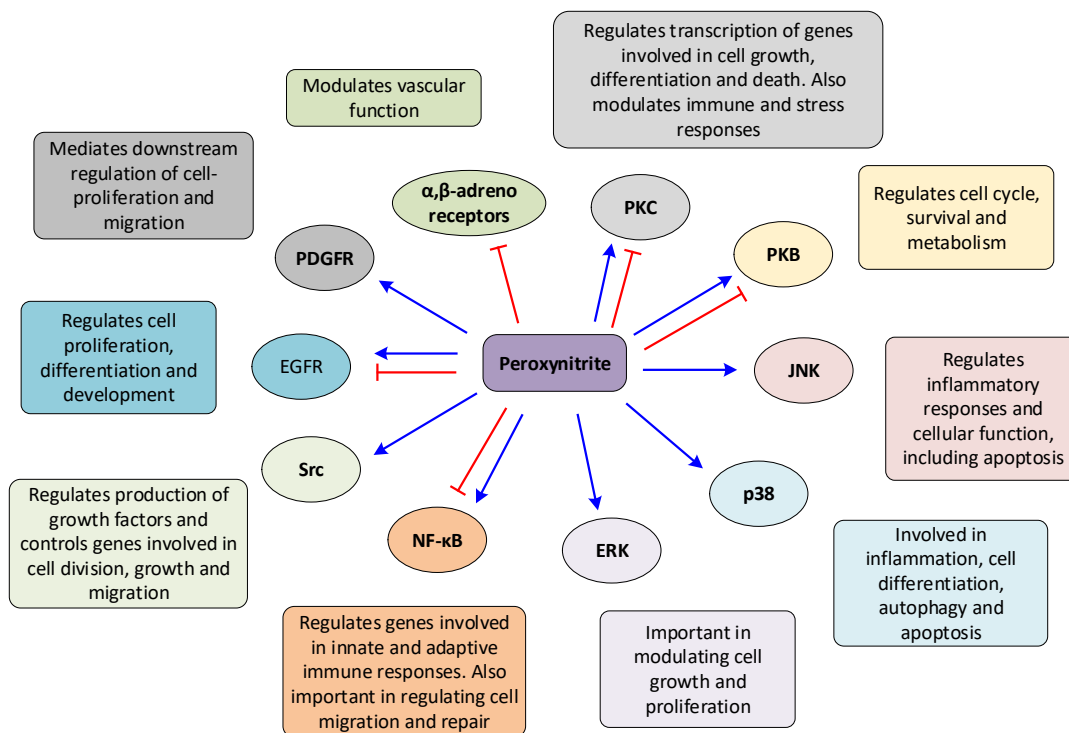 Regulates transcription of genes
involved in cell growth,
differentiation and death. Also
modulates immune and stress
responses
Modulates vascular
function
Mediates downstream
regulation of cell-
proliferation and
migration
α,β-adreno
receptors
PKC
Regulates cell cycle,
survival and
metabolism
PDGFR
PKB
Regulates cell
proliferation,
differentiation and
development
EGFR
Peroxynitrite
JNK
Regulates
inflammatory
responses and
cellular function,
including apoptosis
Src
p38
Regulates production of
growth factors and
controls genes involved in
cell division, growth and
migration
NF-κB
ERK
Involved in
inflammation, cell
differentiation,
autophagy and
apoptosis
Regulates genes involved
in innate and adaptive
immune responses. Also
important in regulating cell
migration and repair
Important in
modulating cell
growth and
proliferation